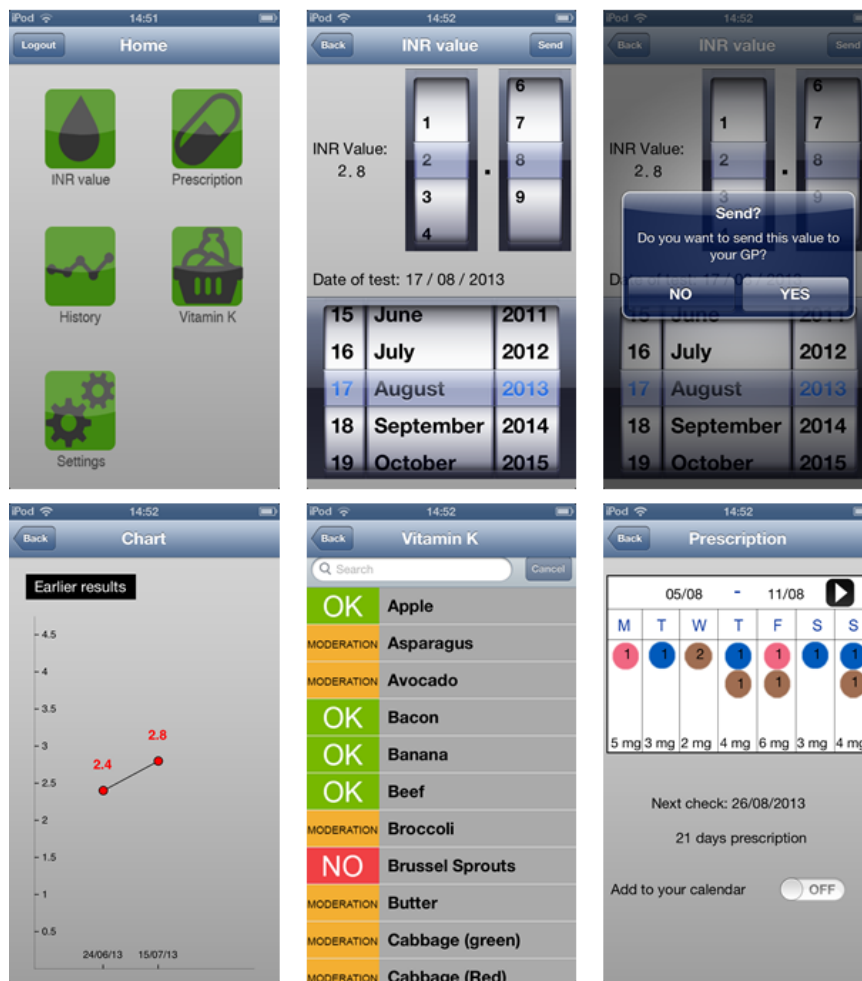 iPod 14:51
Logout Home
INR value Prescription
History Vitamin K
Settings
iPod 14:52
Back INR value Send
INR Value:
2.8
1 2 3 4 . 6 7 8 9
Date of test: 17 / 08 / 2013
15 June 2011
16 July 2012
17 August 2013
18 September 2014
19 October 2015
iPod 14:52
Back INR value Send
INR Value:
2.8
1 2 3 . 6 7 8 9
Send?
Do you want to send this value to
your GP?
NO YES
15 June 2011
16 July 2012
17 August 2013
18 September 2014
19 October 2015
iPod 14:52
Back Chart
Earlier results
4.5
4
3.5
3
2.8
2.4
2.5
2
1.5
1
0.5
24/06/13 15/07/13
iPod 14:52
Back Vitamin K
Search Cancel
OK Apple
MODERATION Asparagus
MODERATION Avocado
OK Bacon
OK Banana
OK Beef
MODERATION Broccoli
NO Brussel Sprouts
MODERATION Butter
MODERATION Cabbage (green)
MODERATION Cabbage (Red)
iPod 14:52
Back Prescription
05/08 - 11/08
M T W T F S S
1 1 2 1 1 1 1
1 1 1
5 mg 3 mg 2 mg 4 mg 6 mg 3 mg 4 mg
Next check: 26/08/2013
21 days prescription
Add to your calendar OFF